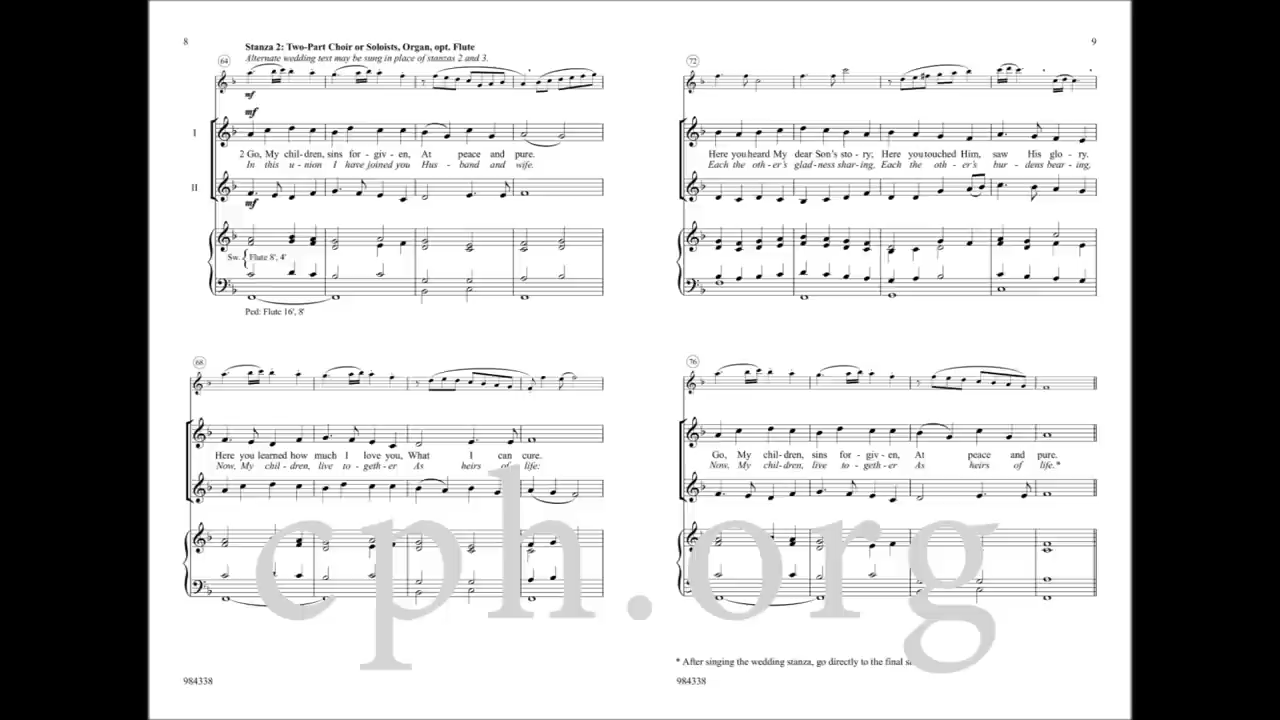 8
Stanza 2: Two-Part Choir or Soloists, Organ, opt. Flute
Alternate wedding text may be sung in place of stanzas 2 and 3.
64
mf
mf
I
2 Go, My chil - dren, sins for - giv - en, At peace and pure.
In this u - nion I have joined you Hus - band and wife.
II
mf
Sw. { Flute 8', 4'
Ped: Flute 16', 8'
68
Here you learned how much I love you, What I can cure.
Now, My chil - dren, live to - geth - er As heirs of life:
984338
9
72
Here you heard My dear Son's sto - ry; Here you touched Him, saw His glo - ry.
Each the oth - er's glad - ness shar - ing, Each the oth - er's bur - dens bear - ing,
76
Go, My chil - dren, sins for - giv - en, At peace and pure.
Now, My chil - dren, live to - geth - er As heirs of life.*
* After singing the wedding stanza, go directly to the final
984338
cph.org